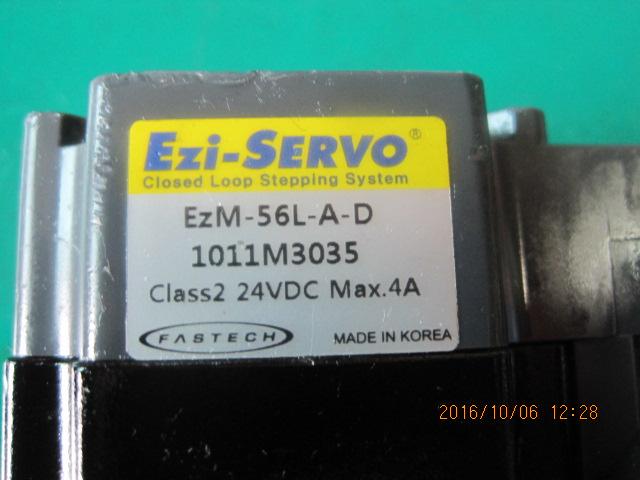 Ezi-SERVO®
Closed Loop Stepping System
EzM-56L-A-D
1011M3035
Class2 24VDC Max.4A
FASTECH
MADE IN KOREA
2016/10/06 12:28